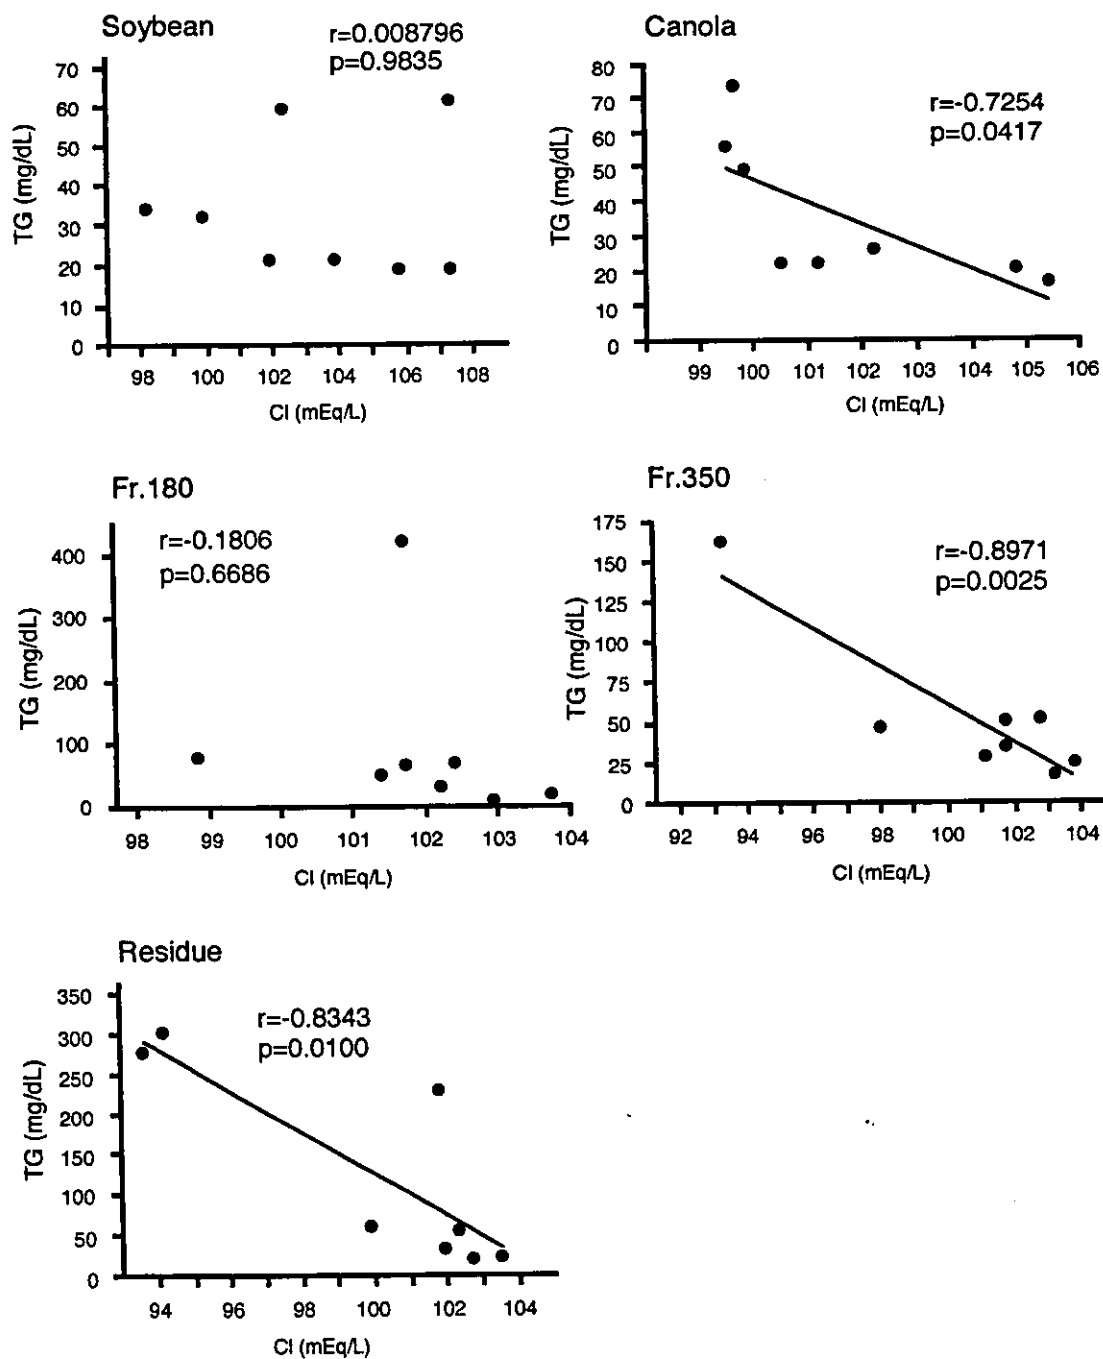 Soybean
r=0.008796
p=0.9835
TG (mg/dL)
70
60
50
40
30
20
10
0
98 100 102 104 106 108
Cl (mEq/L)
Canola
r=-0.7254
p=0.0417
TG (mg/dL)
80
70
60
50
40
30
20
10
0
99 100 101 102 103 104 105 106
Cl (mEq/L)
Fr.180
r=-0.1806
p=0.6686
TG (mg/dL)
400
300
200
100
0
98 99 100 101 102 103 104
Cl (mEq/L)
Fr.350
r=-0.8971
p=0.0025
TG (mg/dL)
175
150
125
100
75
50
25
0
92 94 96 98 100 102 104
Cl (mEq/L)
Residue
r=-0.8343
p=0.0100
TG (mg/dL)
350
300
250
200
150
100
50
0
94 96 98 100 102 104
Cl (mEq/L)